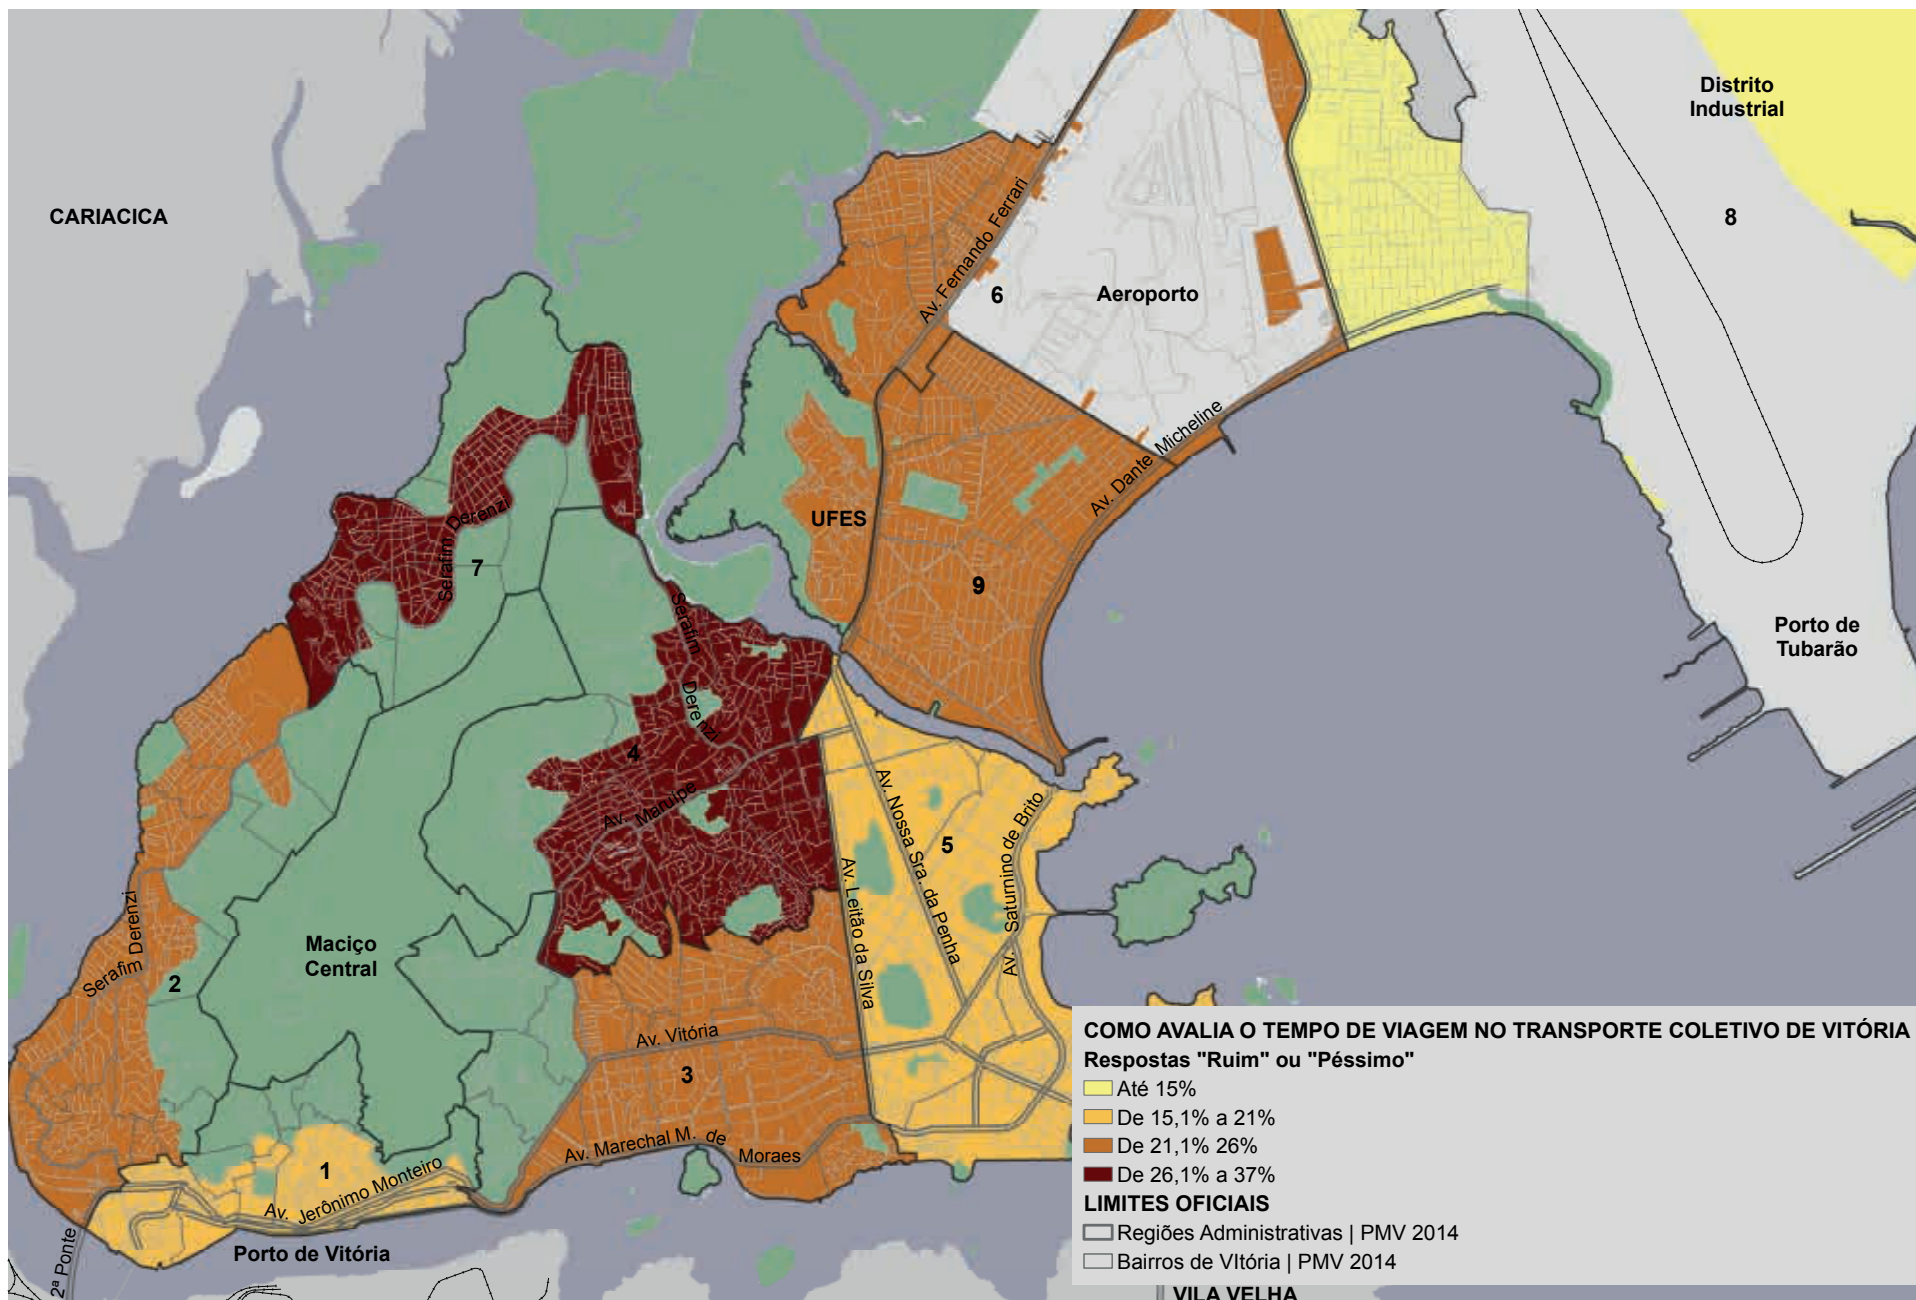 Distrito
Industrial
CARIACICA
8
Av. Fernando Ferrari
6
Aeroporto
Av. Dante Micheline
UFES
Serafim Derenzi
7
9
Serafim
Derenzi
Porto de
Tubarão
4
Av. Maruípe
Av. Nossa Sra. da Penha
5
Av. Saturnino de Brito
Av. Leitão da Silva
Serafim Derenzi
Maciço
Central
2
Av. Vitória
3
Av. Marechal M. de Moraes
1
Av. Jerônimo Monteiro
Porto de Vitória
2ª Ponte
COMO AVALIA O TEMPO DE VIAGEM NO TRANSPORTE COLETIVO DE VITÓRIA
Respostas "Ruim" ou "Péssimo"
Até 15%
De 15,1% a 21%
De 21,1% 26%
De 26,1% a 37%
LIMITES OFICIAIS
Regiões Administrativas | PMV 2014
Bairros de VItória | PMV 2014
VILA VELHA